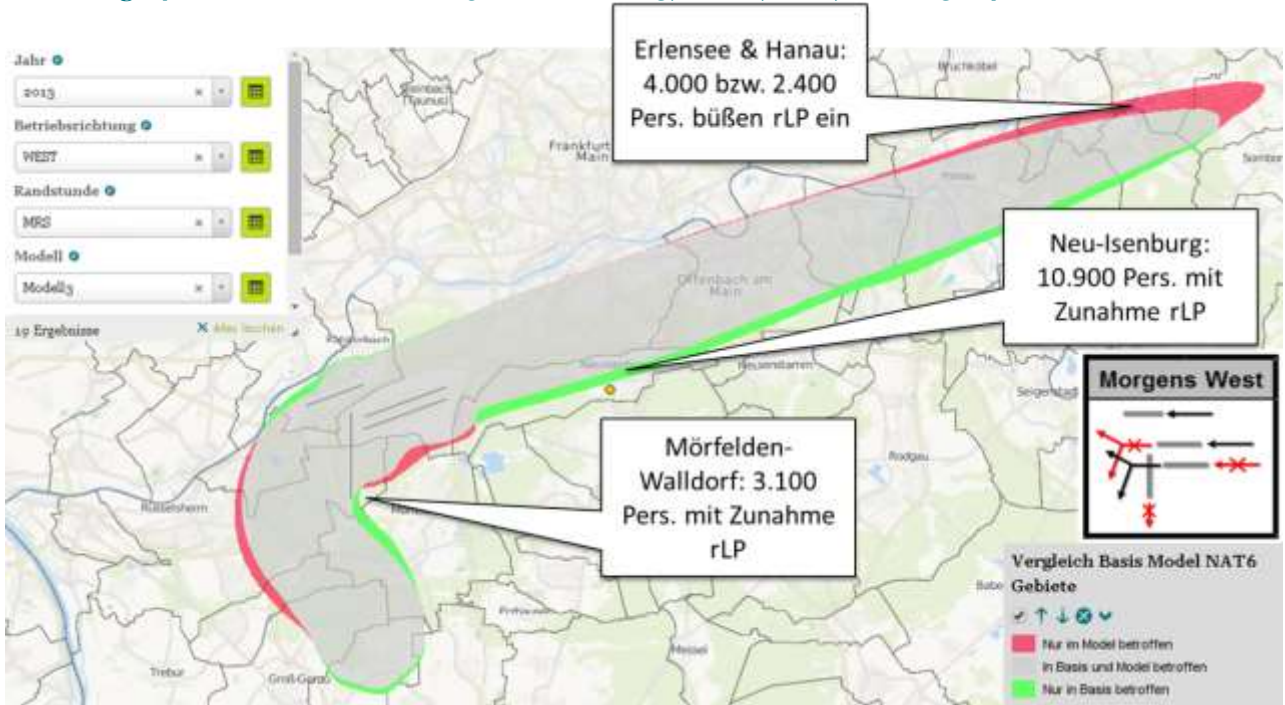 Jahr
2013
Betriebsrichtung
WEST
Randstunde
MRS
Modell
Modell3
19 Ergebnisse
Alles löschen
Erlensee & Hanau:
4.000 bzw. 2.400
Pers. büßen rLP ein
Bruchköbel
(Taunus)
Frankfurt
Main
Offenbach am
Main
Neu-Isenburg:
10.900 Pers. mit
Zunahme rLP
Morgens West
Rodgau
Rüsselsheim
Mörfelden-
Walldorf: 3.100
Pers. mit Zunahme
rLP
Messel
Trebur
Groß-Gerau
Vergleich Basis Model NAT6
Gebiete
Nur im Model betroffen
In Basis und Model betroffen
Nur in Basis betroffen